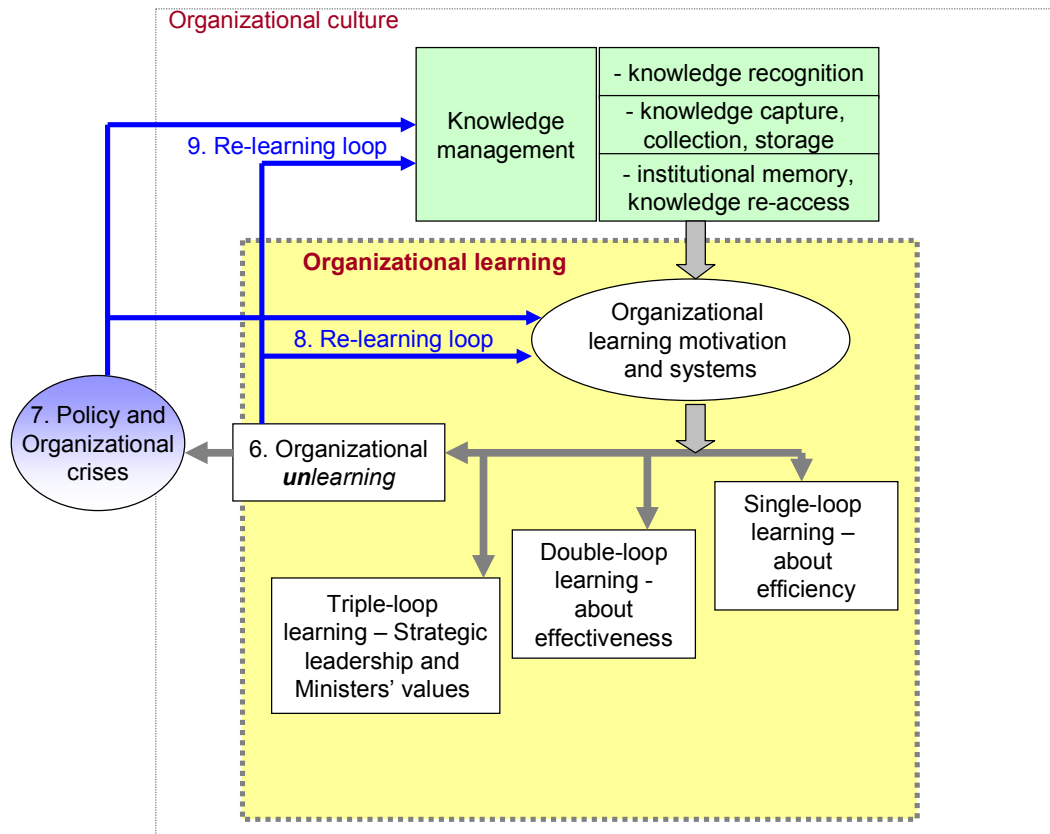 Organizational culture
Knowledge
management
- knowledge recognition
- knowledge capture,
collection, storage
- institutional memory,
knowledge re-access
9. Re-learning loop
Organizational learning
Organizational
learning motivation
and systems
8. Re-learning loop
7. Policy and
Organizational
crises
6. Organizational
unlearning
Single-loop
learning –
about
efficiency
Double-loop
learning -
about
effectiveness
Triple-loop
learning – Strategic
leadership and
Ministers’ values